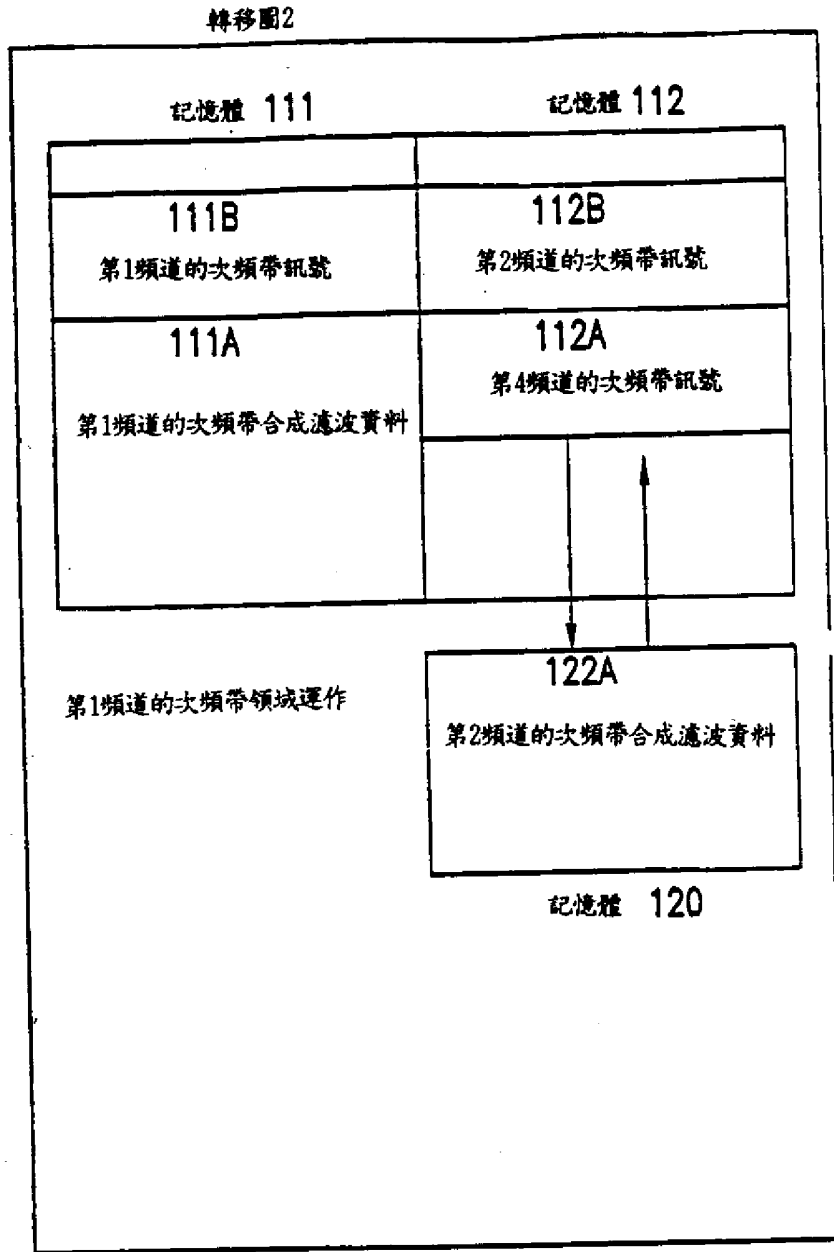 轉移圖2
記憶體 111
記憶體 112
111B
第1頻道的次頻帶訊號
112B
第2頻道的次頻帶訊號
111A
第1頻道的次頻帶合成濾波資料
112A
第4頻道的次頻帶訊號
第1頻道的次頻帶領域運作
122A
第2頻道的次頻帶合成濾波資料
記憶體 120